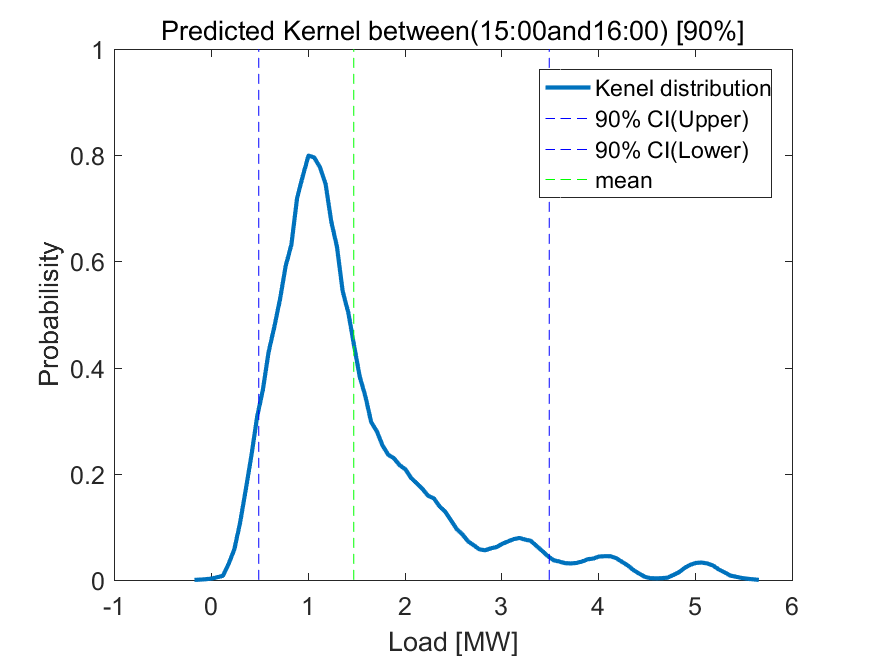 Predicted Kernel between(15:00and16:00) [90%]
1
0.8
0.6
0.4
0.2
0
Probabilisity
-1 0 1 2 3 4 5 6
Load [MW]
Kenel distribution
90% CI(Upper)
90% CI(Lower)
mean